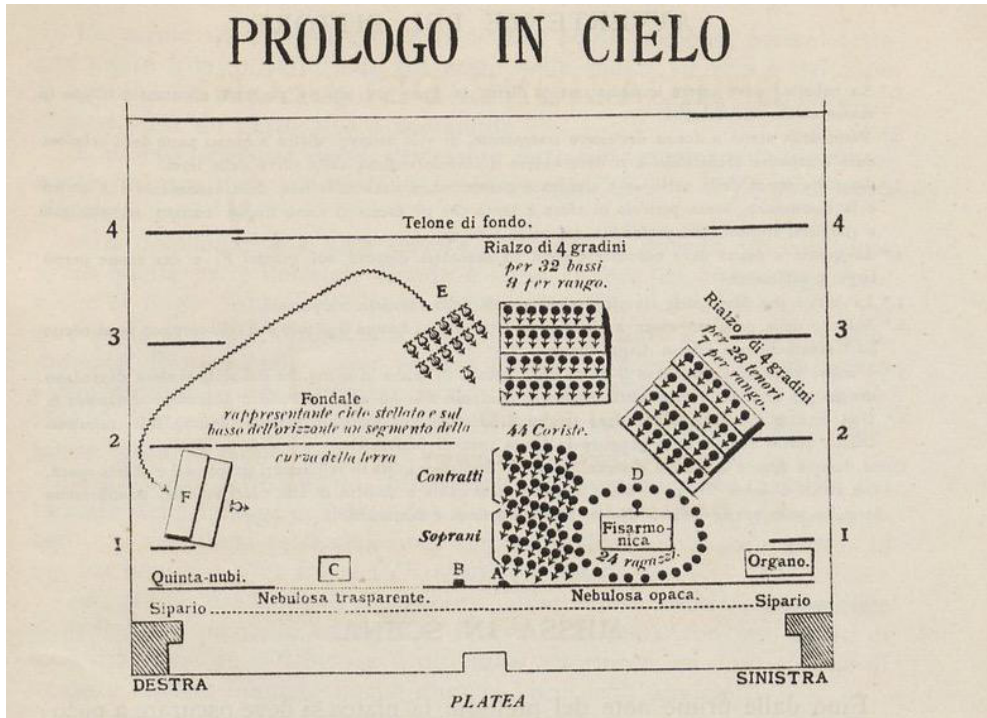 PROLOGO IN CIELO
4
Telone di fondo.
4
Rialzo di 4 gradini
per 32 bassi
8 per rango.
E
3
Rialzo di 4 gradini
per 28 tenori
7 per rango.
3
Fondale
rappresentante cielo stellato e sul
basso dell'orizzonte un segmento della
curva della terra
2
44 Coriste.
2
Contralti
F
D
Soprani
Fisarmo-
nica
24 ragazzi.
1
1
Quinta-nubi.
C
B
A
Organo.
Nebulosa trasparente.
Nebulosa opaca.
Sipario
Sipario
DESTRA
SINISTRA
PLATEA